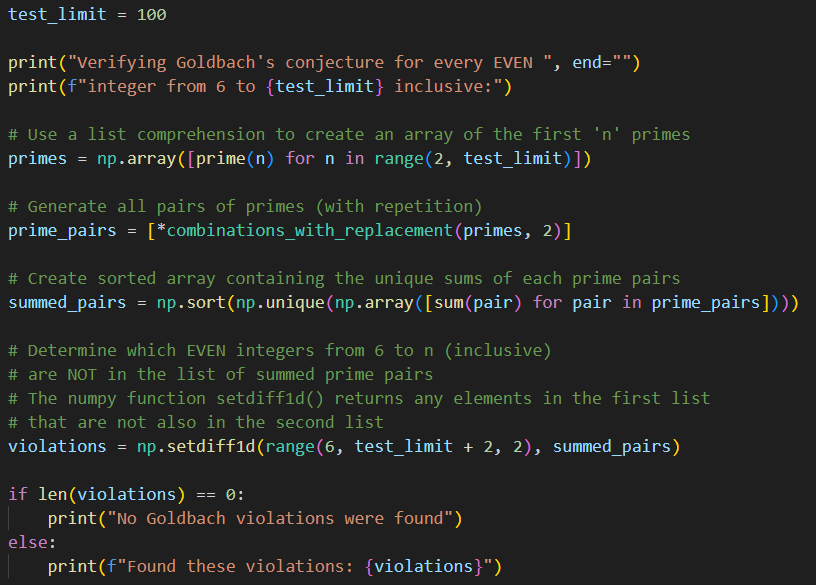 test_limit = 100
print("Verifying Goldbach's conjecture for every EVEN ", end="")
print(f"integer from 6 to {test_limit} inclusive:")
# Use a list comprehension to create an array of the first 'n' primes
primes = np.array([prime(n) for n in range(2, test_limit)])
# Generate all pairs of primes (with repetition)
prime_pairs = [*combinations_with_replacement(primes, 2)]
# Create sorted array containing the unique sums of each prime pairs
summed_pairs = np.sort(np.unique(np.array([sum(pair) for pair in prime_pairs])))
# Determine which EVEN integers from 6 to n (inclusive)
# are NOT in the list of summed prime pairs
# The numpy function setdiff1d() returns any elements in the first list
# that are not also in the second list
violations = np.setdiff1d(range(6, test_limit + 2, 2), summed_pairs)
if len(violations) == 0:
    print("No Goldbach violations were found")
else:
    print(f"Found these violations: {violations}")